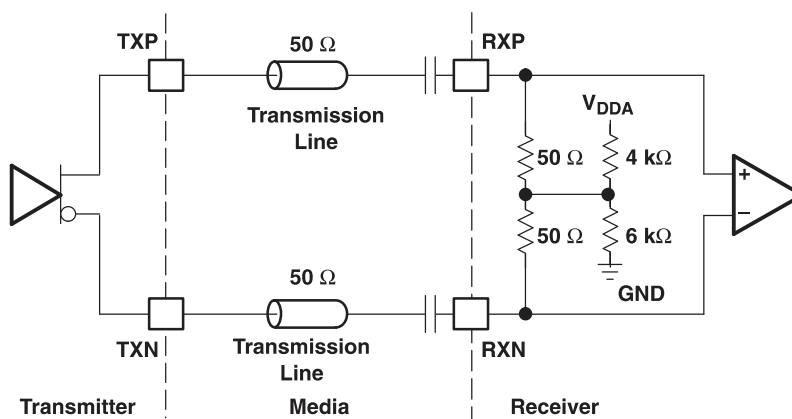 TXP
50 Ω
RXP
Transmission
Line
VDDA
50 Ω
4 kΩ
+
−
50 Ω
6 kΩ
GND
50 Ω
TXN
Transmission
Line
RXN
Transmitter
Media
Receiver